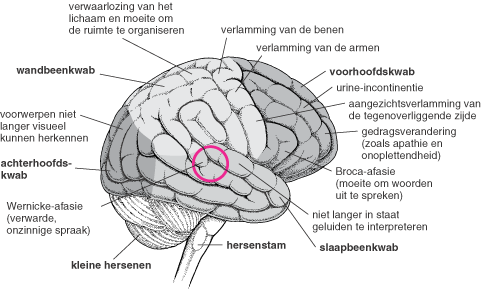 verwaarlozing van het
lichaam en moeite om
de ruimte te organiseren
verlamming van de benen
verlamming van de armen
wandbeenkwab
voorhoofdskwab
urine-incontinentie
aangezichtsverlamming van
de tegenoverliggende zijde
voorwerpen niet
langer visueel
kunnen herkennen
gedragsverandering
(zoals apathie en
onoplettendheid)
achterhoofds-
kwab
Broca-afasie
(moeite om woorden
uit te spreken)
Wernicke-afasie
(verwarde,
onzinnige spraak)
niet langer in staat
geluiden te interpreteren
hersenstam
slaapbeenkwab
kleine hersenen